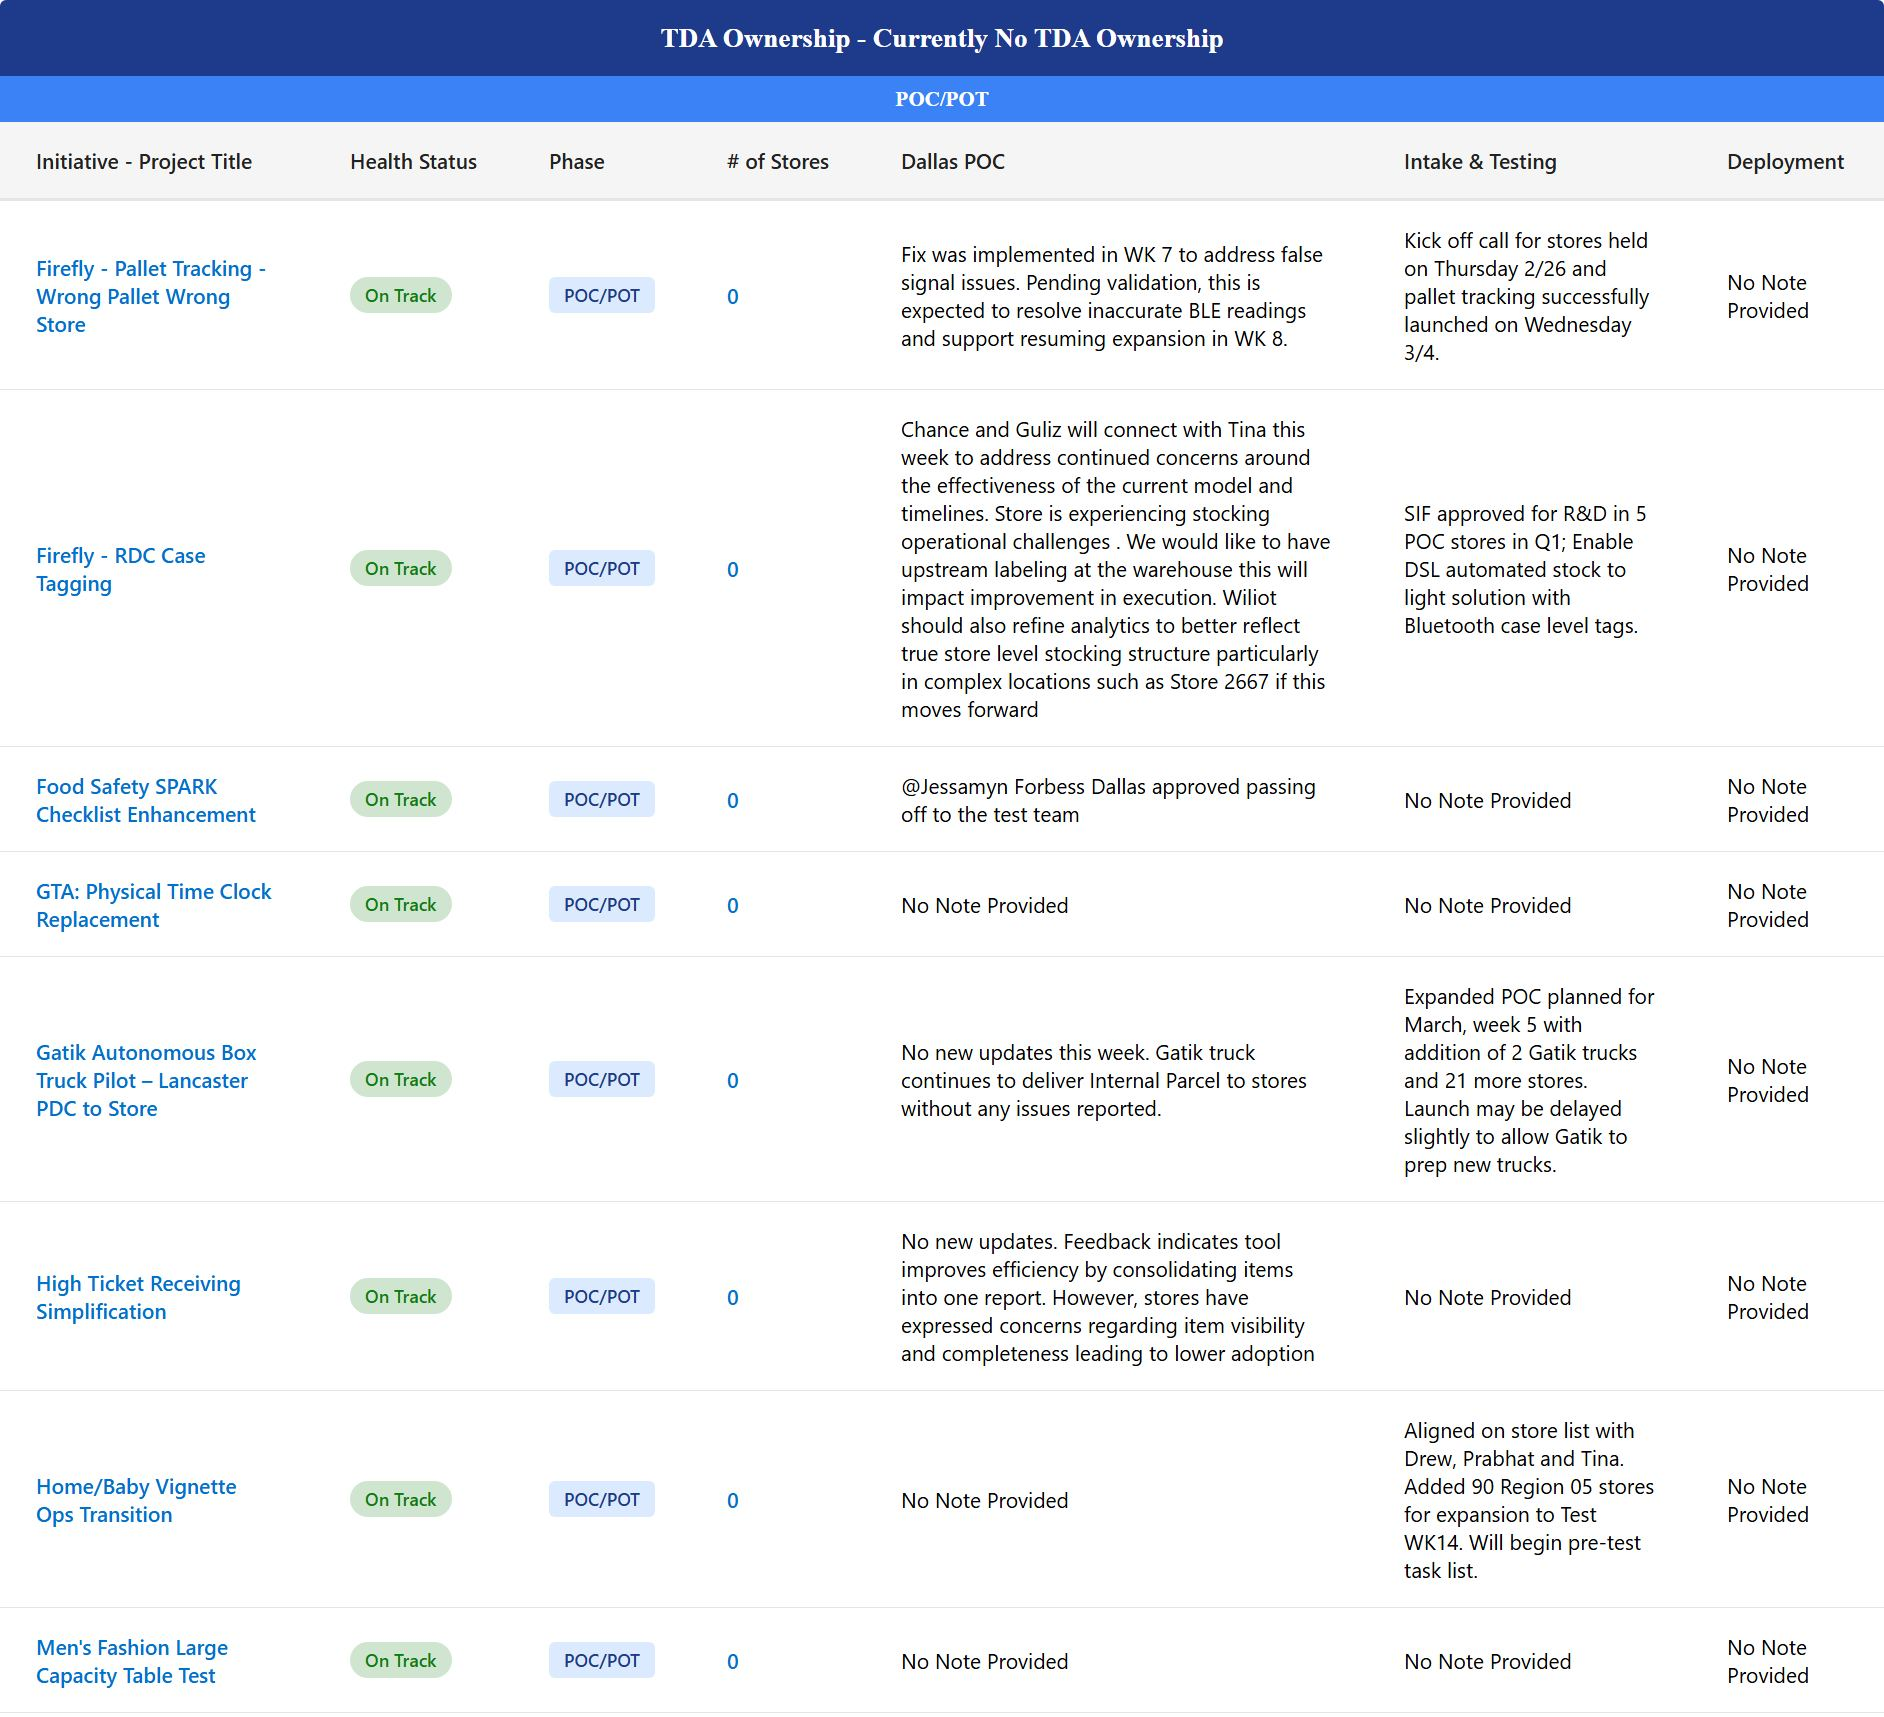 TDA Ownership - Currently No TDA Ownership
POC/POT
Initiative - Project Title Health Status Phase # of Stores Dallas POC Intake & Testing Deployment
Firefly - Pallet Tracking -
Wrong Pallet Wrong
Store
On Track
POC/POT
0
Fix was implemented in WK 7 to address false
signal issues. Pending validation, this is
expected to resolve inaccurate BLE readings
and support resuming expansion in WK 8.
Kick off call for stores held
on Thursday 2/26 and
pallet tracking successfully
launched on Wednesday
3/4.
No Note
Provided
Firefly - RDC Case
Tagging
On Track
POC/POT
0
Chance and Guliz will connect with Tina this
week to address continued concerns around
the effectiveness of the current model and
timelines. Store is experiencing stocking
operational challenges . We would like to have
upstream labeling at the warehouse this will
impact improvement in execution. Wiliot
should also refine analytics to better reflect
true store level stocking structure particularly
in complex locations such as Store 2667 if this
moves forward
SIF approved for R&D in 5
POC stores in Q1; Enable
DSL automated stock to
light solution with
Bluetooth case level tags.
No Note
Provided
Food Safety SPARK
Checklist Enhancement
On Track
POC/POT
0
@Jessamyn Forbess Dallas approved passing
off to the test team
No Note Provided
No Note
Provided
GTA: Physical Time Clock
Replacement
On Track
POC/POT
0
No Note Provided
No Note Provided
No Note
Provided
Gatik Autonomous Box
Truck Pilot – Lancaster
PDC to Store
On Track
POC/POT
0
No new updates this week. Gatik truck
continues to deliver Internal Parcel to stores
without any issues reported.
Expanded POC planned for
March, week 5 with
addition of 2 Gatik trucks
and 21 more stores.
Launch may be delayed
slightly to allow Gatik to
prep new trucks.
No Note
Provided
High Ticket Receiving
Simplification
On Track
POC/POT
0
No new updates. Feedback indicates tool
improves efficiency by consolidating items
into one report. However, stores have
expressed concerns regarding item visibility
and completeness leading to lower adoption
No Note Provided
No Note
Provided
Home/Baby Vignette
Ops Transition
On Track
POC/POT
0
No Note Provided
Aligned on store list with
Drew, Prabhat and Tina.
Added 90 Region 05 stores
for expansion to Test
WK14. Will begin pre-test
task list.
No Note
Provided
Men's Fashion Large
Capacity Table Test
On Track
POC/POT
0
No Note Provided
No Note Provided
No Note
Provided